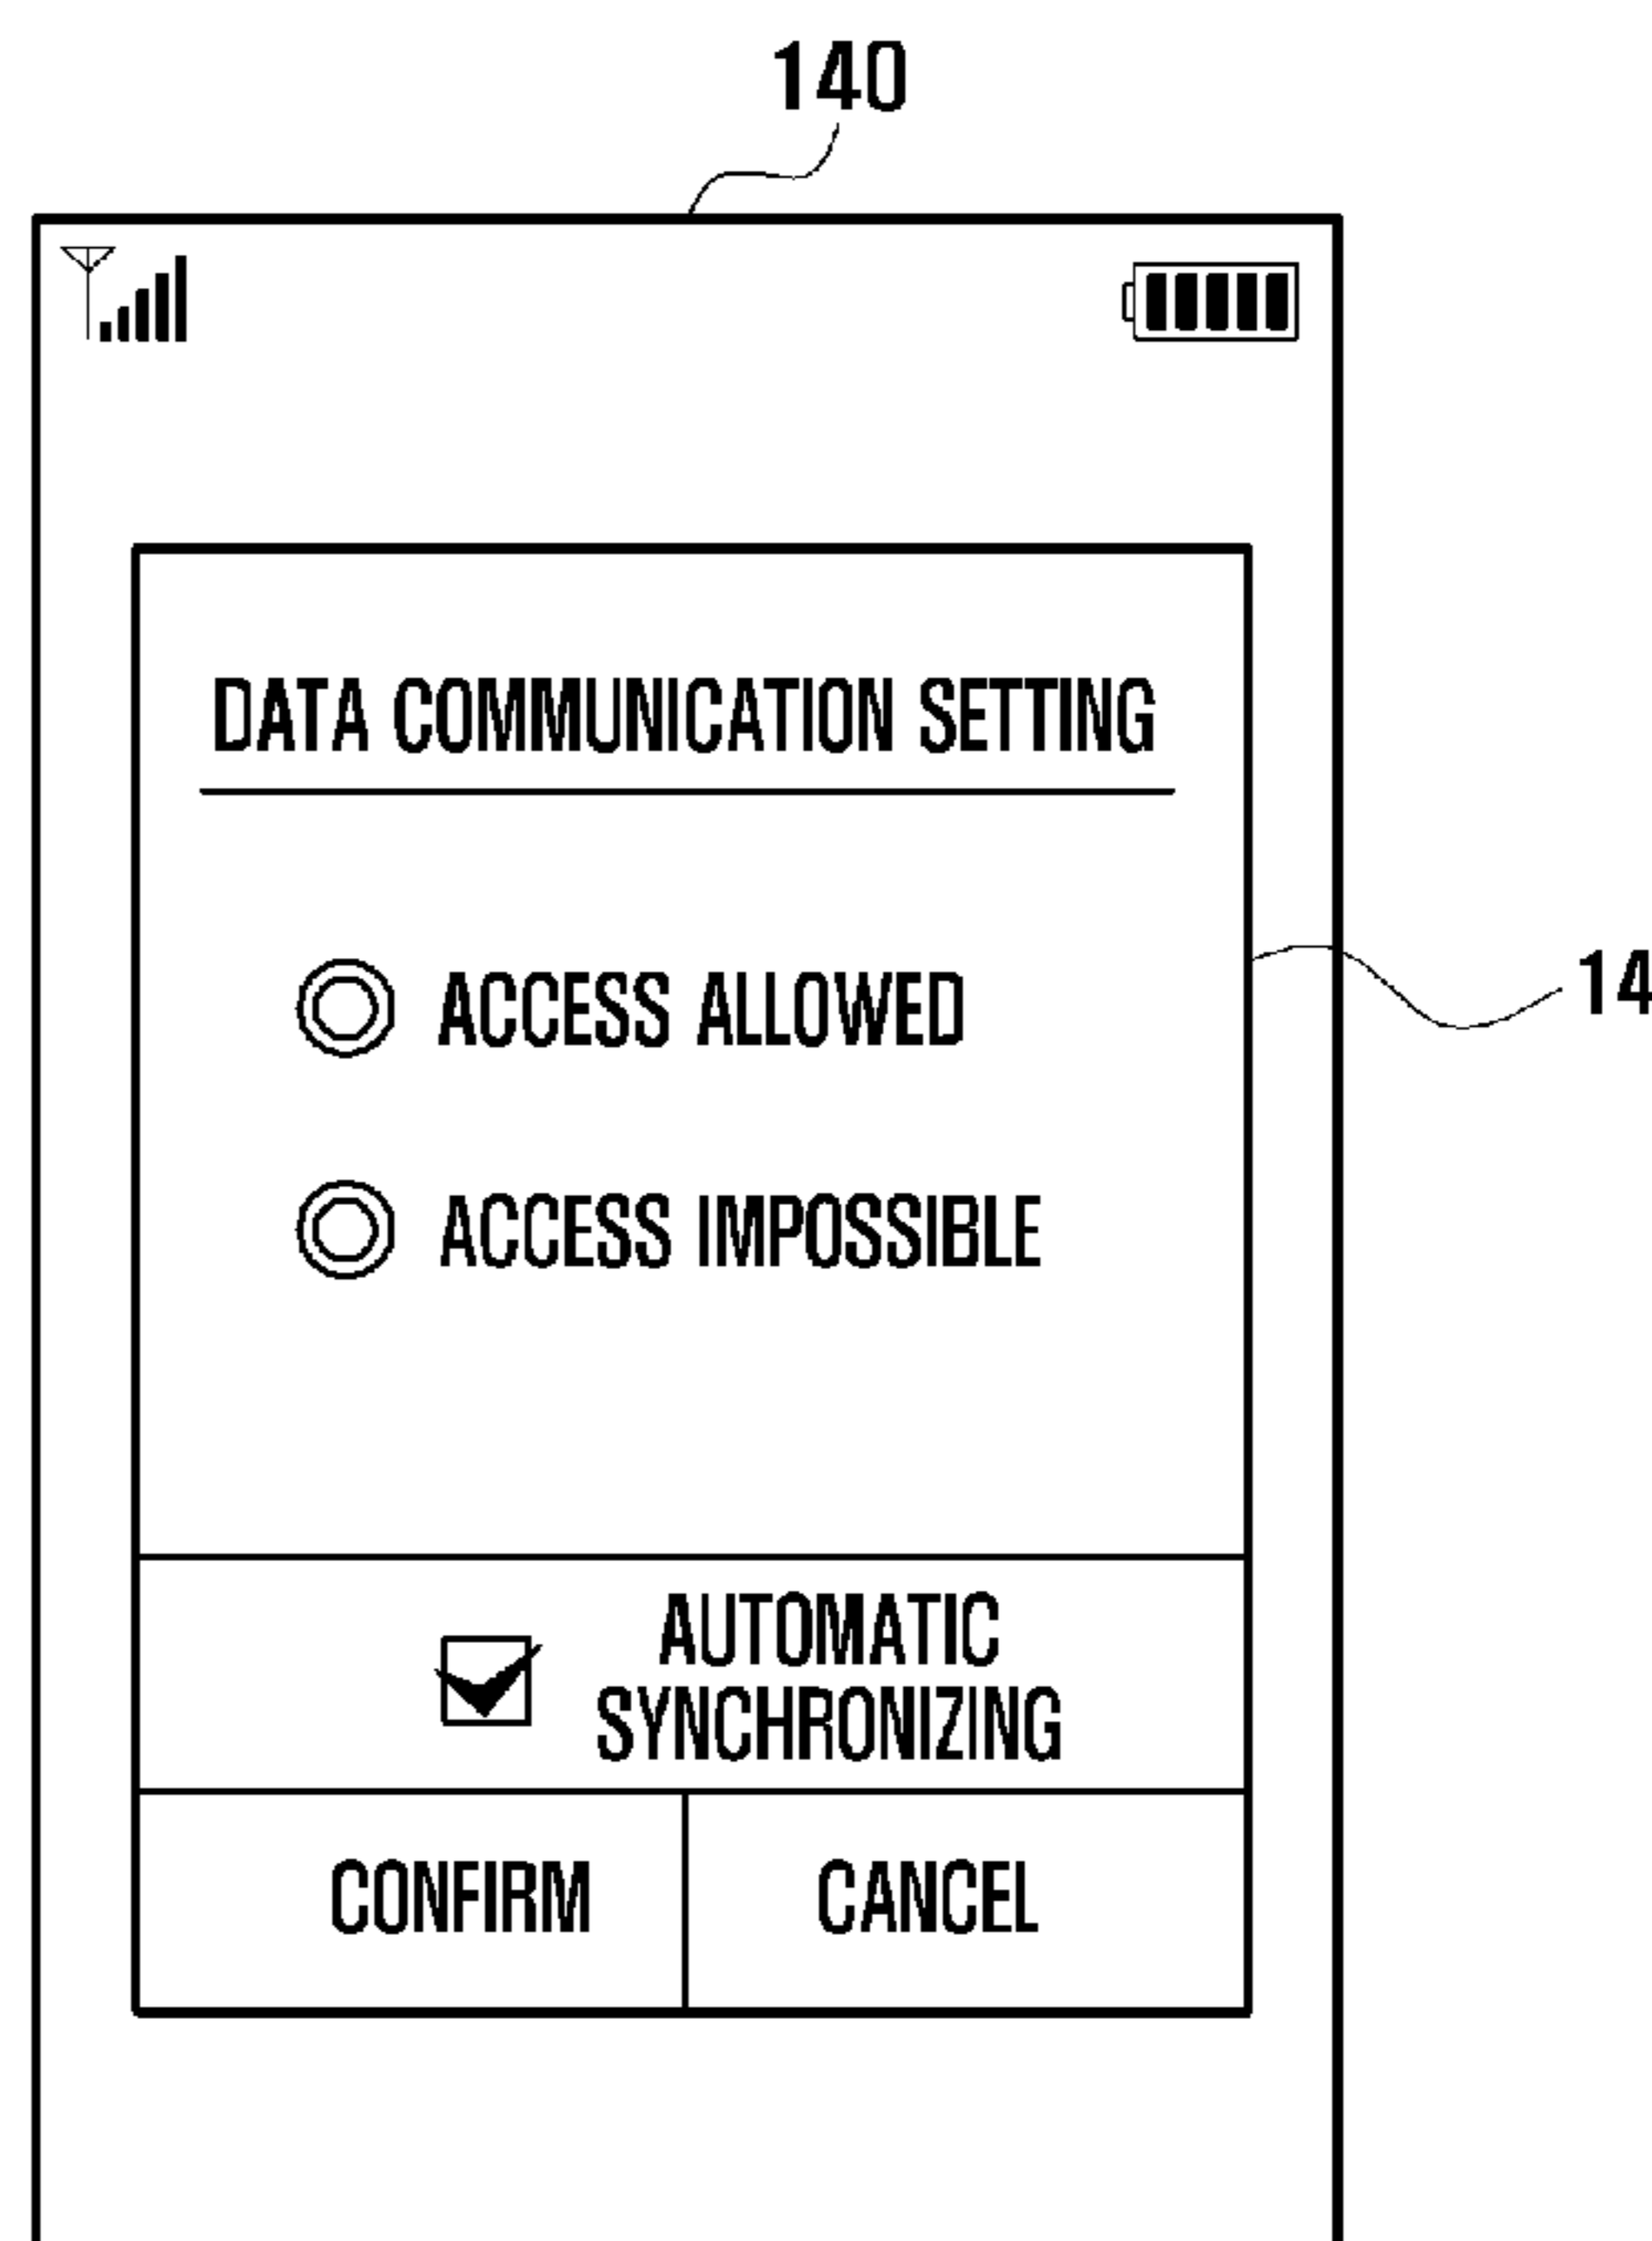 140
DATA COMMUNICATION SETTING
ACCESS ALLOWED
14
ACCESS IMPOSSIBLE
AUTOMATIC
SYNCHRONIZING
CONFIRM
CANCEL